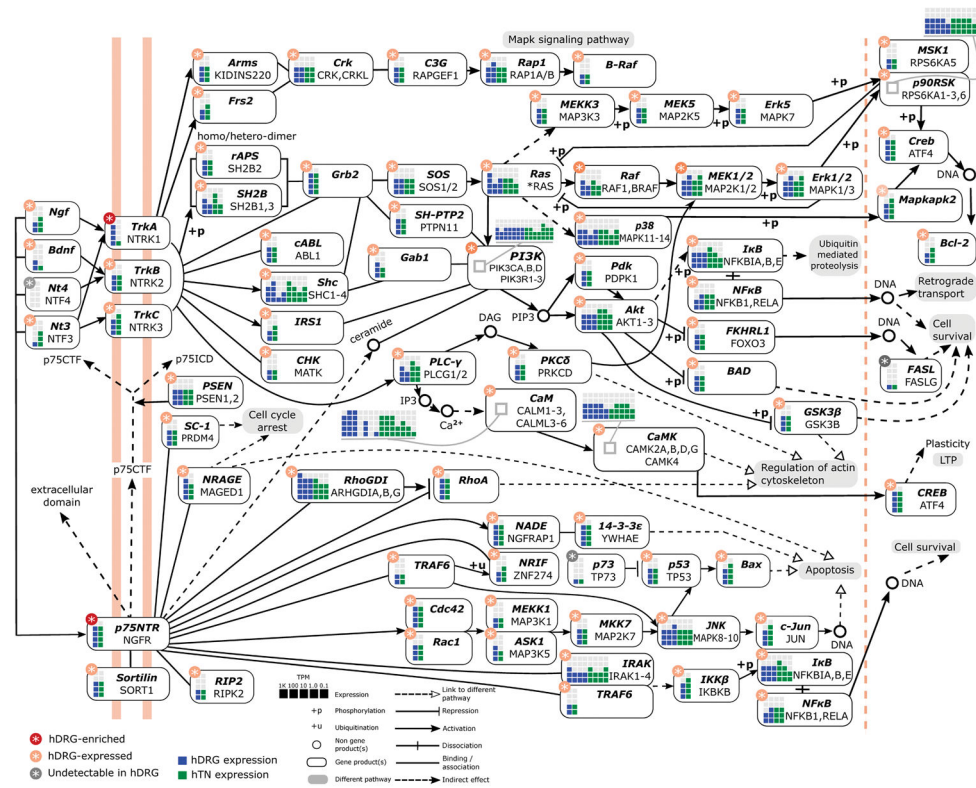 Mapk signaling pathway
Arms
KIDINS220
Crk
CRK,CRKL
C3G
RAPGEF1
Rap1
RAP1A/B
B-Raf
MSK1
RPS6KA5
Frs2
MEKK3
MAP3K3
+p
MEK5
MAP2K5
+p
Erk5
MAPK7
+p
p90RSK
RPS6KA1-3,6
+p
homo/hetero-dimer
rAPS
SH2B2
SH2B
SH2B1,3
Grb2
SOS
SOS1/2
Ras
*RAS
+p
Raf
RAF1,BRAF
+p
MEK1/2
MAP2K1/2
+p
Erk1/2
MAPK1/3
+p
Creb
ATF4
DNA
Mapkapk2
Ngf
Bdnf
Nt4
NTF4
Nt3
NTF3
TrkA
NTRK1
TrkB
NTRK2
TrkC
NTRK3
+p
cABL
ABL1
Shc
SHC1-4
IRS1
CHK
MATK
SH-PTP2
PTPN11
Gab1
p38
MAPK11-14
+p
PI3K
PIK3CA,B,D
PIK3R1-3
PIP3
Pdk
PDPK1
Akt
AKT1-3
+p
IκB
NFKBIA,B,E
NFκB
NFKB1,RELA
Ubiquitin
mediated
proteolysis
Bcl-2
DNA
Retrograde
transport
+p
FKHRL1
FOXO3
DNA
Cell
survival
FASL
FASLG
+p
BAD
+p
GSK3β
GSK3B
p75CTF
p75ICD
PSEN
PSEN1,2
SC-1
PRDM4
Cell cycle
arrest
ceramide
DAG
PLC-γ
PLCG1/2
IP3
Ca²⁺
PKCδ
PRKCD
CaM
CALM1-3,
CALML3-6
CaMK
CAMK2A,B,D,G
CAMK4
Plasticity
LTP
p75CTF
extracellular
domain
NRAGE
MAGED1
RhoGDI
ARHGDIA,B,G
RhoA
Regulation of actin
cytoskeleton
CREB
ATF4
NADE
NGFRAP1
14-3-3ε
YWHAE
TRAF6
+u
NRIF
ZNF274
p73
TP73
p53
TP53
Bax
Apoptosis
Cell survival
DNA
p75NTR
NGFR
Cdc42
Rac1
MEKK1
MAP3K1
ASK1
MAP3K5
MKK7
MAP2K7
JNK
MAPK8-10
c-Jun
JUN
DNA
Sortilin
SORT1
RIP2
RIPK2
IRAK
IRAK1-4
TRAF6
IKKβ
IKBKB
+p
IκB
NFKBIA,B,E
NFκB
NFKB1,RELA
hDRG-enriched
hDRG-expressed
Undetectable in hDRG
hDRG expression
hTN expression
TPM
1K 100 10 1.0 0.1
Expression
+p Phosphorylation
+u Ubiquitination
Non gene
product(s)
Gene product(s)
Different pathway
Link to different
pathway
Repression
Activation
Dissociation
Binding /
association
Indirect effect